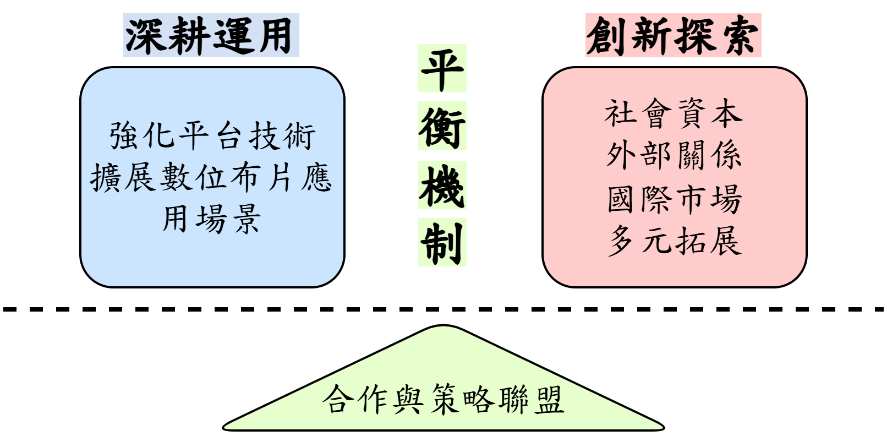 深耕運用
強化平台技術
擴展數位布片應
用場景
平
衡
機
制
創新探索
社會資本
外部關係
國際市場
多元拓展
合作與策略聯盟